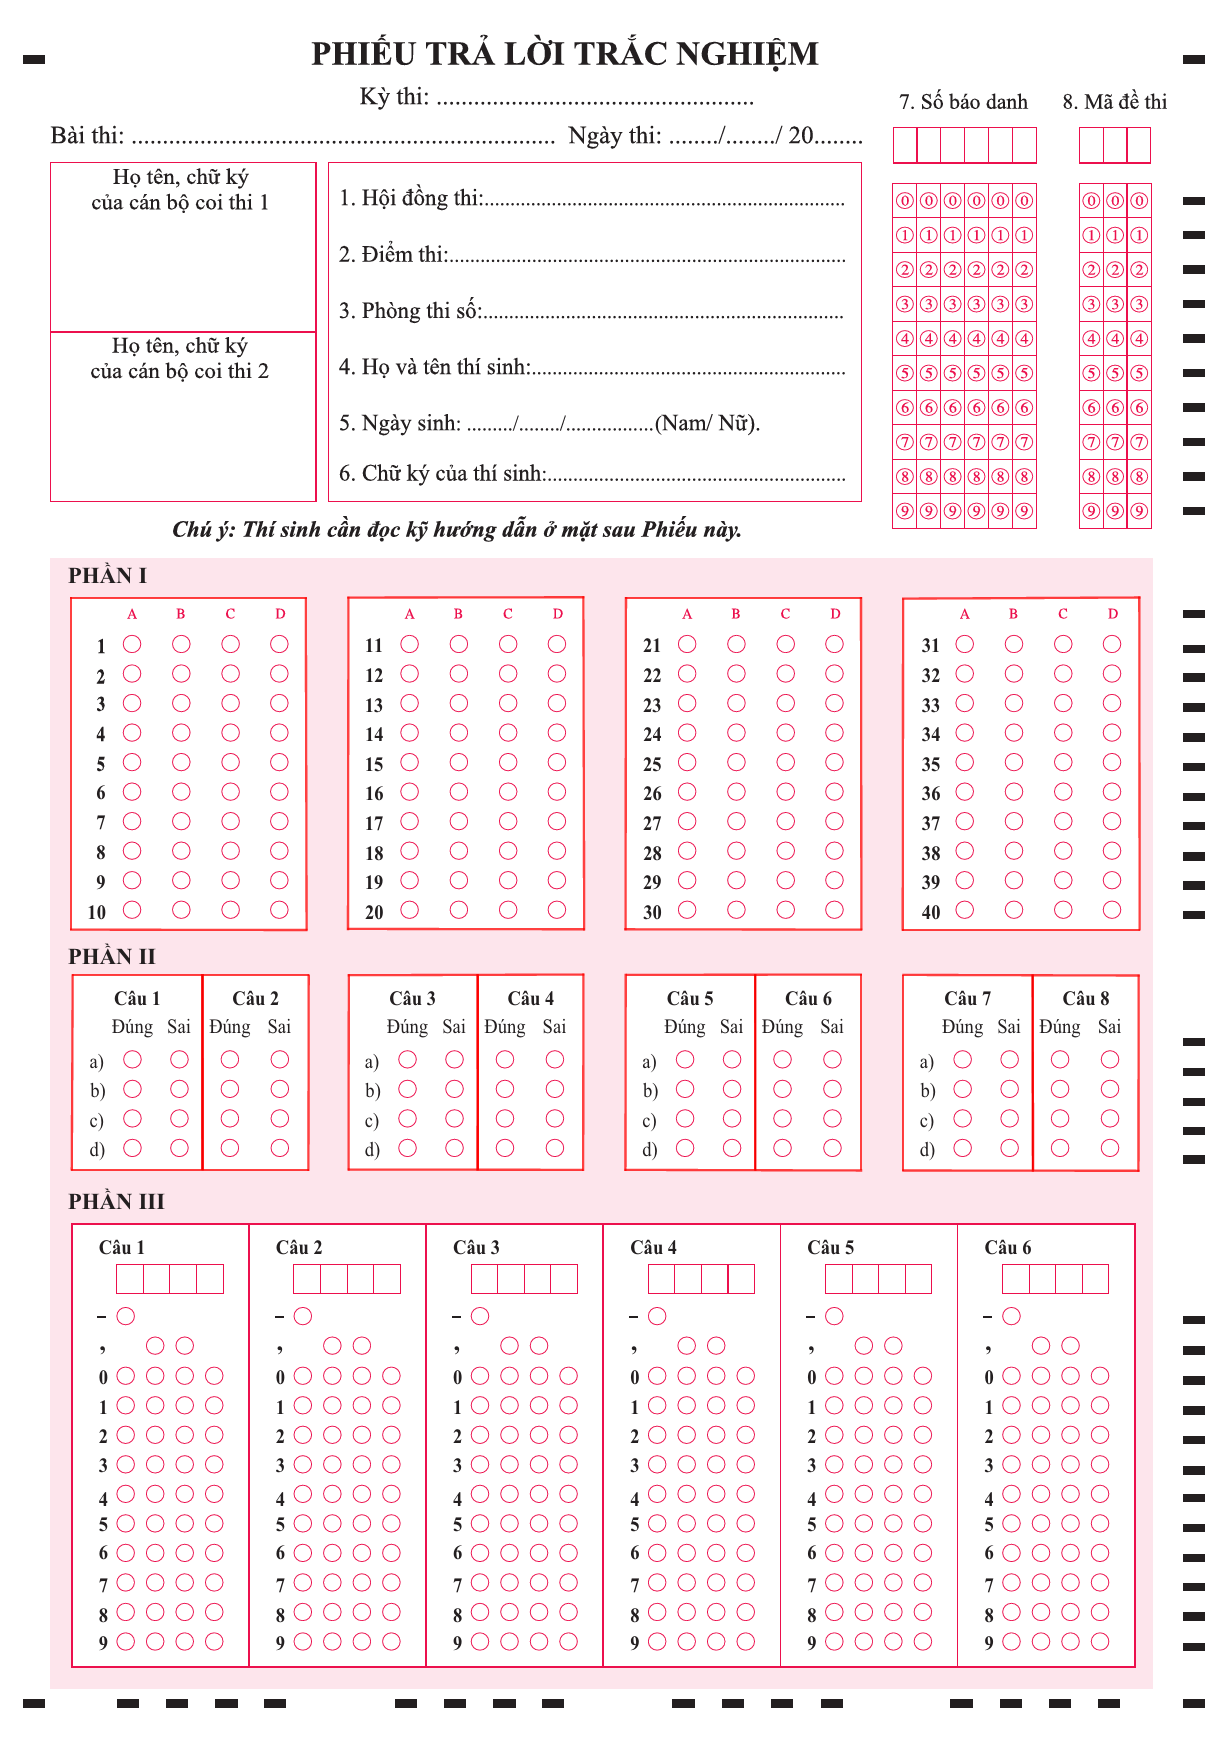 PHIẾU TRẢ LỜI TRẮC NGHIỆM
Kỳ thi: ...................................................
Bài thi: .................................................................... Ngày thi: ......../......../ 20........
7. Số báo danh
8. Mã đề thi
Họ tên, chữ ký
của cán bộ coi thi 1
Họ tên, chữ ký
của cán bộ coi thi 2
1. Hội đồng thi:.....................................................................
2. Điểm thi:............................................................................
3. Phòng thi số:.....................................................................
4. Họ và tên thí sinh:............................................................
5. Ngày sinh: ........./......../.................(Nam/ Nữ).
6. Chữ ký của thí sinh:.........................................................
0 0 0 0 0 0 0 0 0
1 1 1 1 1 1 1 1 1
2 2 2 2 2 2 2 2 2
3 3 3 3 3 3 3 3 3
4 4 4 4 4 4 4 4 4
5 5 5 5 5 5 5 5 5
6 6 6 6 6 6 6 6 6
7 7 7 7 7 7 7 7 7
8 8 8 8 8 8 8 8 8
9 9 9 9 9 9 9 9 9
Chú ý: Thí sinh cần đọc kỹ hướng dẫn ở mặt sau Phiếu này.
PHẦN I
A B C D A B C D A B C D A B C D
1 11 21 31
2 12 22 32
3 13 23 33
4 14 24 34
5 15 25 35
6 16 26 36
7 17 27 37
8 18 28 38
9 19 29 39
10 20 30 40
PHẦN II
Câu 1 Câu 2 Câu 3 Câu 4 Câu 5 Câu 6 Câu 7 Câu 8
Đúng Sai Đúng Sai Đúng Sai Đúng Sai Đúng Sai Đúng Sai Đúng Sai Đúng Sai
a) a) a) a)
b) b) b) b)
c) c) c) c)
d) d) d) d)
PHẦN III
Câu 1 Câu 2 Câu 3 Câu 4 Câu 5 Câu 6
– – – – – –
, , , , , ,
0 0 0 0 0 0
1 1 1 1 1 1
2 2 2 2 2 2
3 3 3 3 3 3
4 4 4 4 4 4
5 5 5 5 5 5
6 6 6 6 6 6
7 7 7 7 7 7
8 8 8 8 8 8
9 9 9 9 9 9